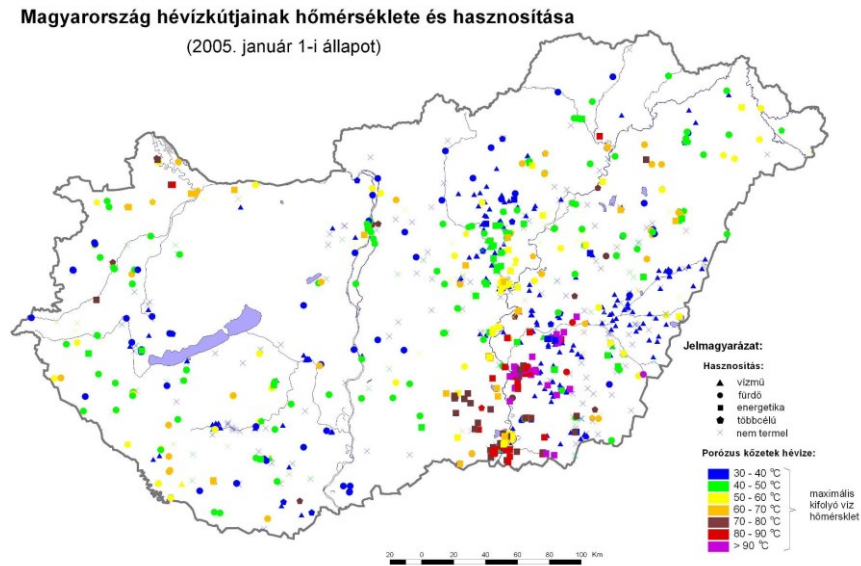 Magyarország hévízkútjainak hőmérséklete és hasznosítása
(2005. január 1-i állapot)
Jelmagyarázat:
Hasznosítás:
vízmű
fürdő
energetika
többcélú
nem termel
Porózus kőzetek hévize:
30 - 40 °C
40 - 50 °C
50 - 60 °C
60 - 70 °C
70 - 80 °C
80 - 90 °C
> 90 °C
maximális
kifolyó víz
hőmérsklet
20 0 20 40 60 80 100 Km